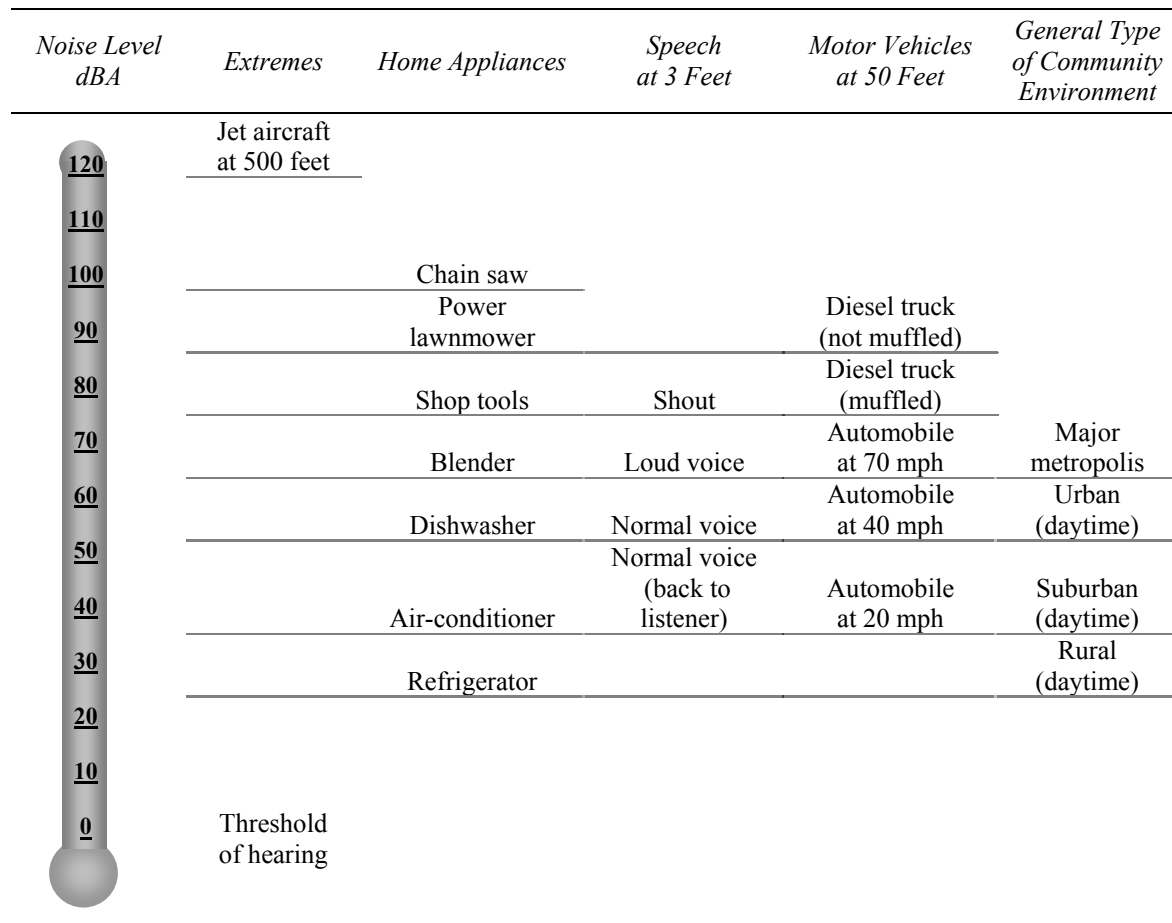 Noise Level
dBA
Extremes
Home Appliances
Speech
at 3 Feet
Motor Vehicles
at 50 Feet
General Type
of Community
Environment
120
Jet aircraft
at 500 feet
110
100
Chain saw
90
Power
lawnmower
Diesel truck
(not muffled)
80
Shop tools
Shout
Diesel truck
(muffled)
70
Blender
Loud voice
Automobile
at 70 mph
Major
metropolis
60
Dishwasher
Normal voice
Automobile
at 40 mph
Urban
(daytime)
50
40
Air-conditioner
Normal voice
(back to
listener)
Automobile
at 20 mph
Suburban
(daytime)
30
Refrigerator
Rural
(daytime)
20
10
0
Threshold
of hearing